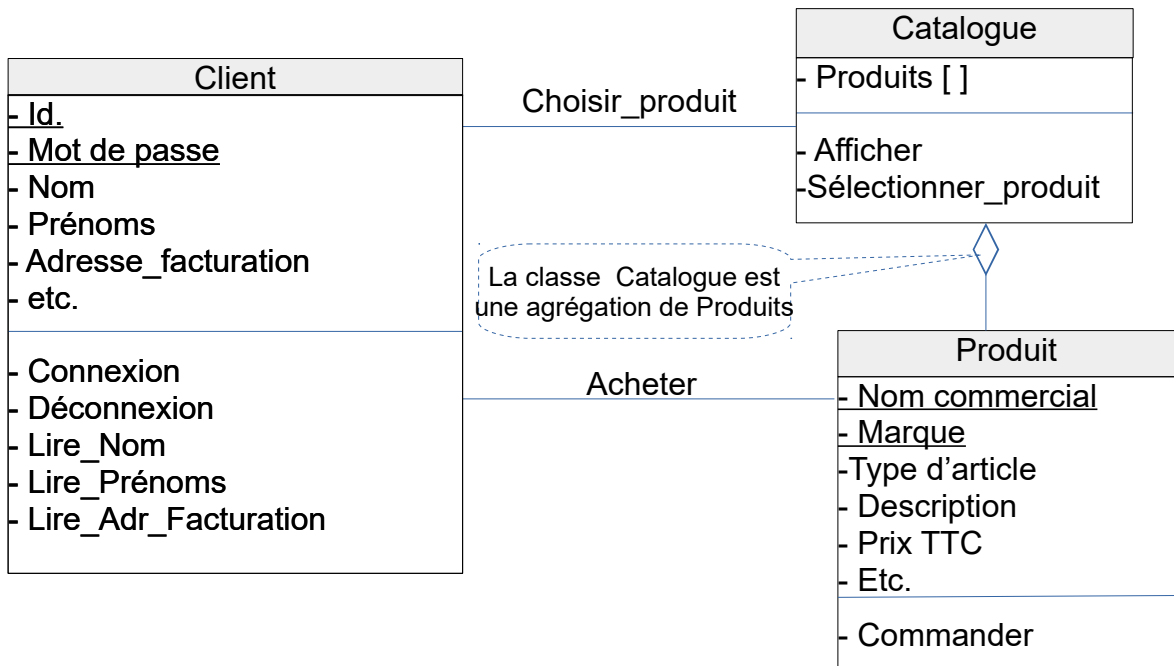 Client
- Id.
- Mot de passe
- Nom
- Prénoms
- Adresse_facturation
- etc.
- Connexion
- Déconnexion
- Lire_Nom
- Lire_Prénoms
- Lire_Adr_Facturation
Choisir_produit
Catalogue
- Produits [ ]
- Afficher
-Sélectionner_produit
La classe  Catalogue est
une agrégation de Produits
Acheter
Produit
- Nom commercial
- Marque
-Type d’article
- Description
- Prix TTC
- Etc.
- Commander